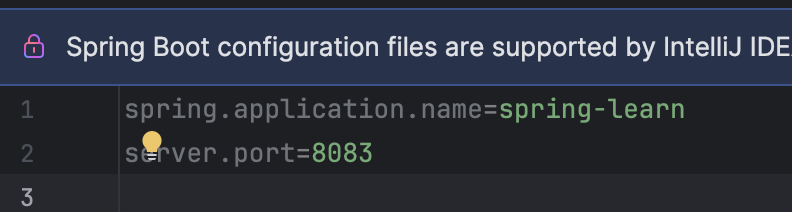 Spring Boot configuration files are supported by IntelliJ IDE
1 spring.application.name=spring-learn
2 server.port=8083
3